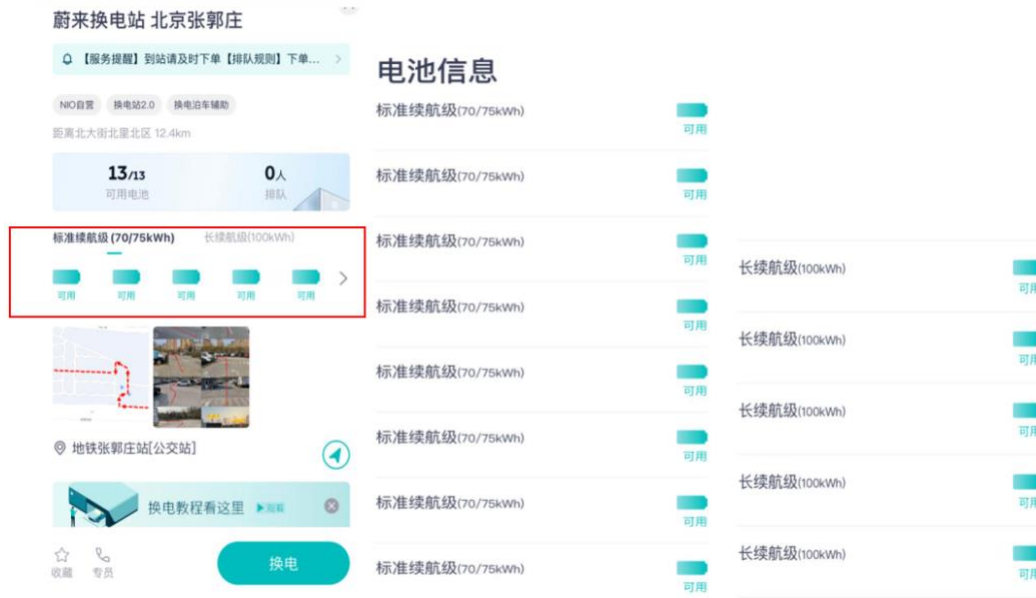 蔚来换电站 北京张郭庄
【服务提醒】到站请及时下单【排队规则】下单...
NIO自营 换电站2.0 换电泊车辅助
距离北大街北里北区 12.4km
13/13 0人
可用电池 排队
标准续航级 (70/75kWh) 长续航级(100kWh)
可用 可用 可用 可用 可用
地铁张郭庄站[公交站]
换电教程看这里
收藏 专员
换电
电池信息
标准续航级(70/75kWh)
可用
标准续航级(70/75kWh)
可用
标准续航级(70/75kWh)
可用
标准续航级(70/75kWh)
可用
标准续航级(70/75kWh)
可用
标准续航级(70/75kWh)
可用
标准续航级(70/75kWh)
可用
标准续航级(70/75kWh)
可用
长续航级(100kWh)
可用
长续航级(100kWh)
可用
长续航级(100kWh)
可用
长续航级(100kWh)
可用
长续航级(100kWh)
可用